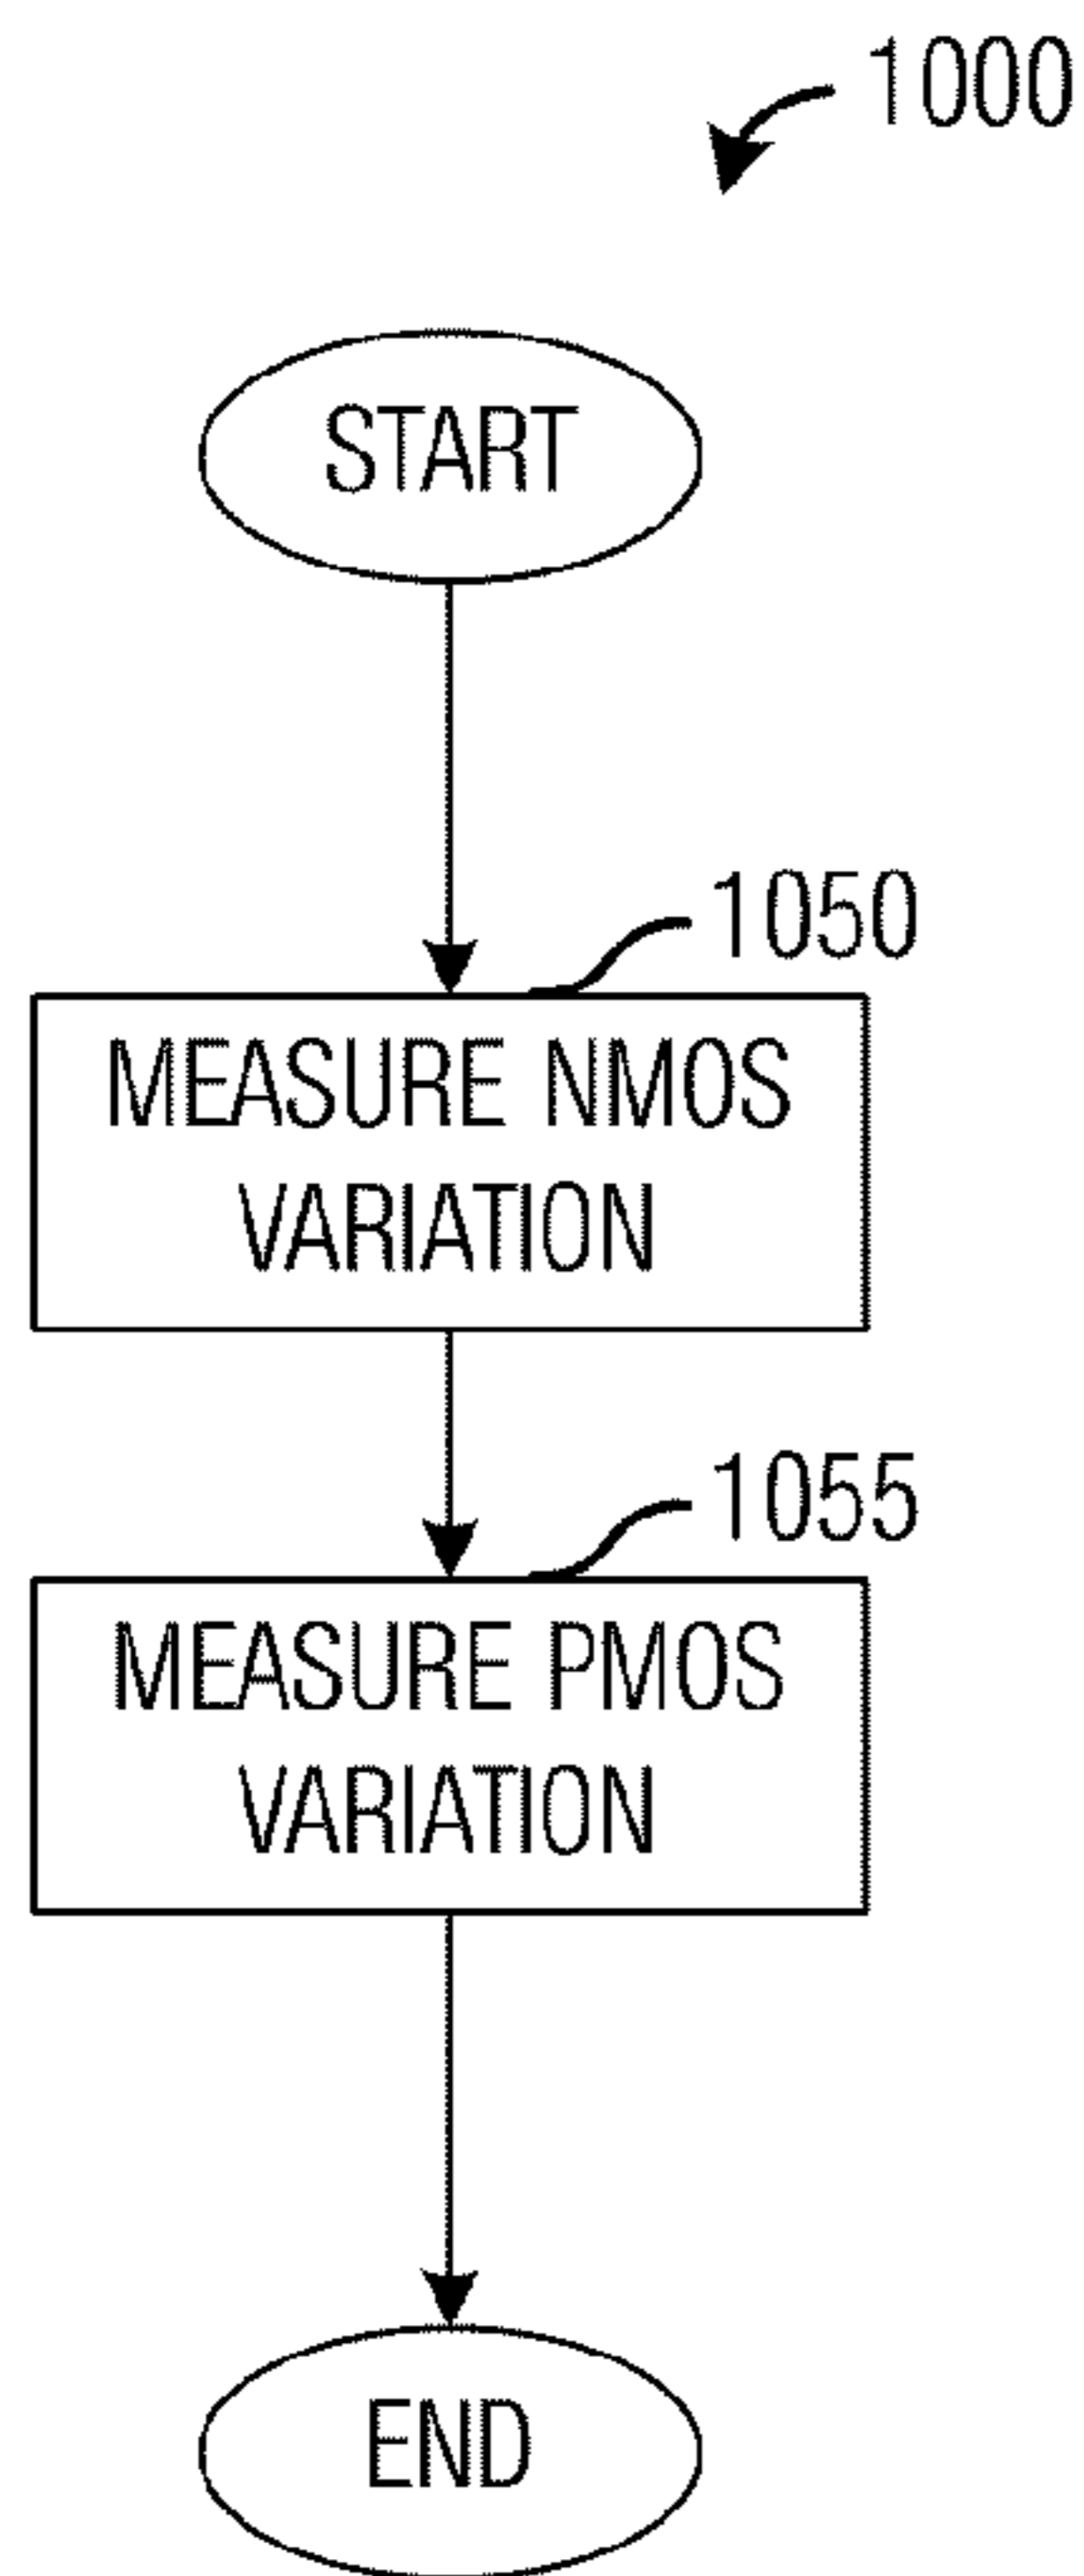 1000
START
1050
MEASURE NMOS
VARIATION
1055
MEASURE PMOS
VARIATION
END